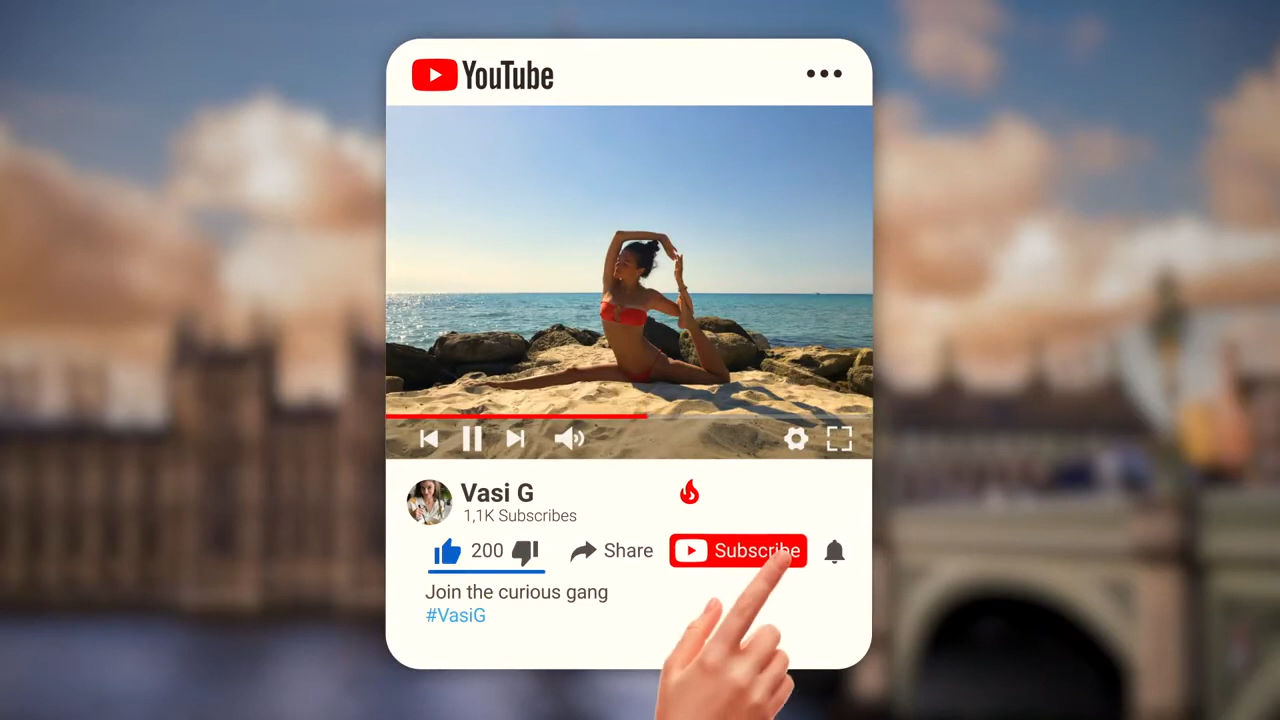 YouTube
Vasi G
1,1K Subscribes
200
Share
Subscribe
Join the curious gang
#VasiG